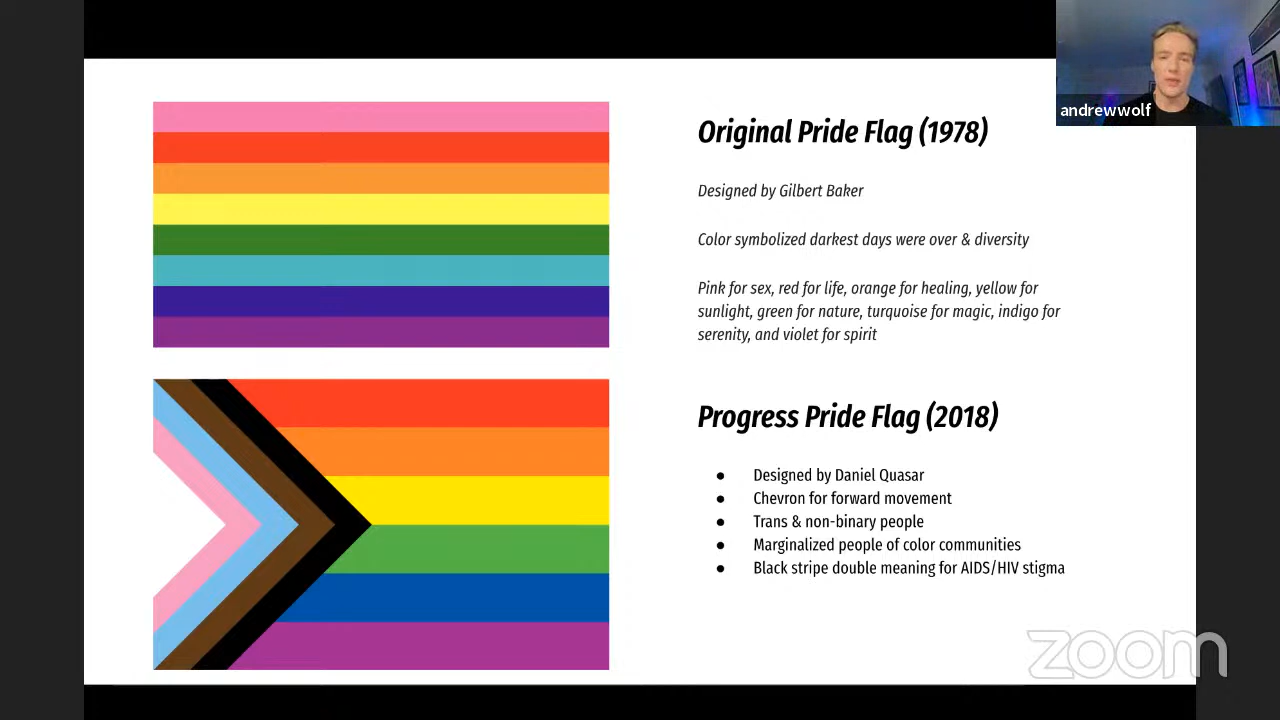 andrewwolf
Original Pride Flag (1978)
Designed by Gilbert Baker
Color symbolized darkest days were over & diversity
Pink for sex, red for life, orange for healing, yellow for
sunlight, green for nature, turquoise for magic, indigo for
serenity, and violet for spirit
Progress Pride Flag (2018)
● Designed by Daniel Quasar
● Chevron for forward movement
● Trans & non-binary people
● Marginalized people of color communities
● Black stripe double meaning for AIDS/HIV stigma
zoom